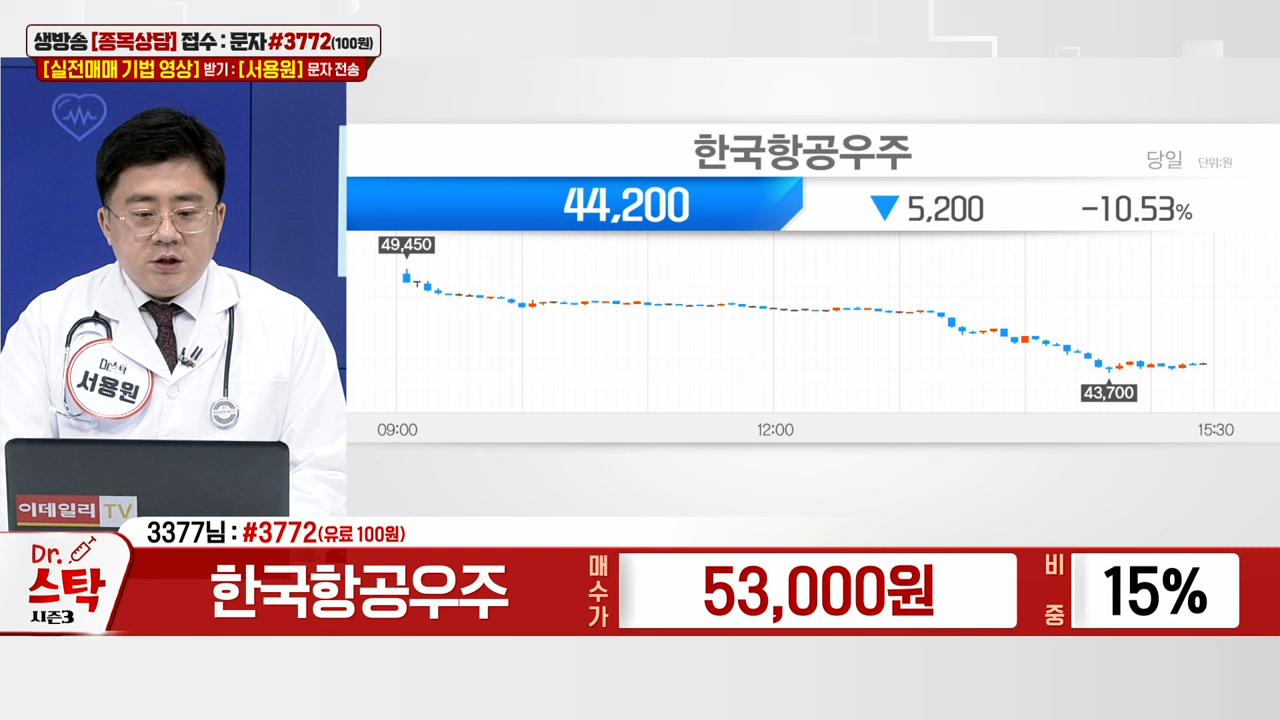 생방송 [종목상담] 접수 : 문자#3772(100원)
[실전매매 기법 영상] 받기 : [서용원] 문자 전송
한국항공우주
당일 단위:원
44,200 ▼5,200 -10.53%
49,450
43,700
09:00 12:00 15:30
Dr.스탁
서용원
이데일리 TV
3377님 : #3772(유료 100원)
Dr.
스탁
시즌3
한국항공우주 매수가 53,000원 비중 15%